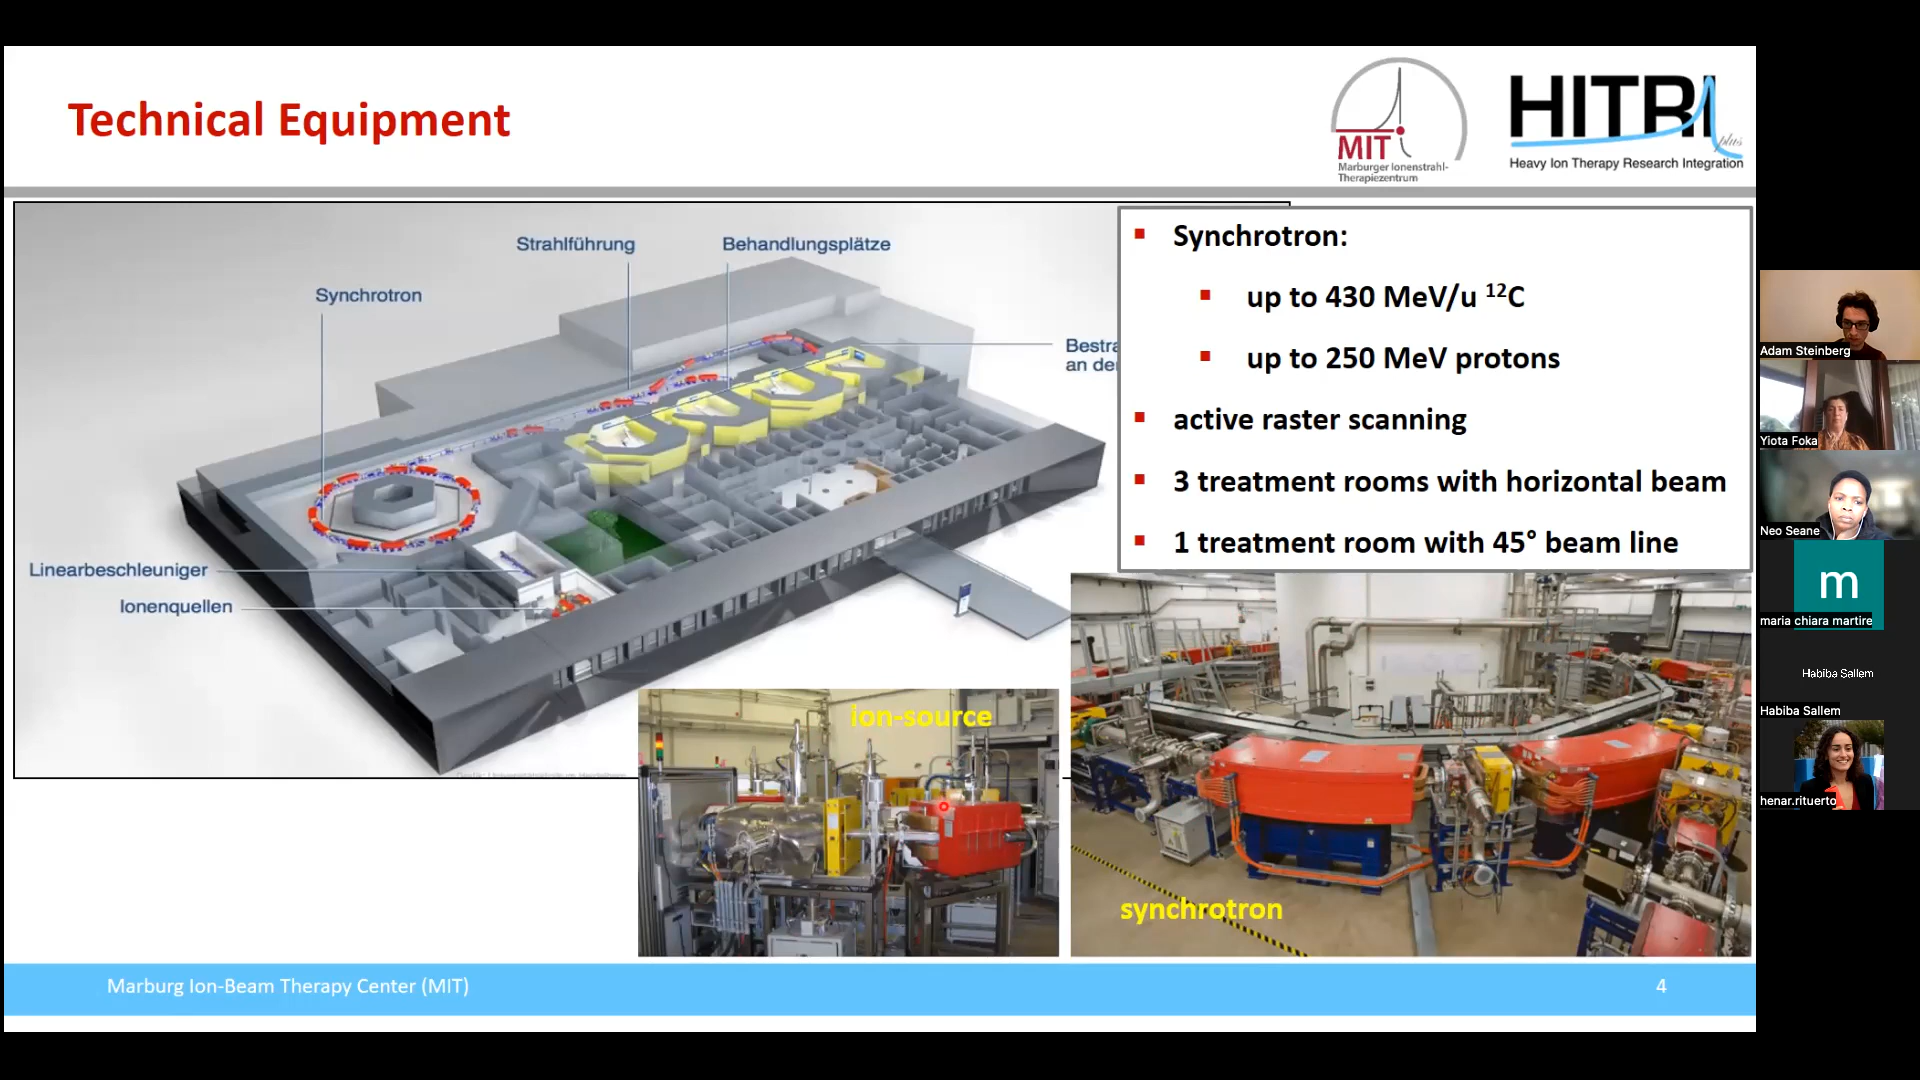 Technical Equipment
MIT
Marburger Ionenstrahl-
Therapiezentrum
HITRI plus
Heavy Ion Therapy Research Integration
Strahlführung
Behandlungsplätze
Synchrotron
Bestra
an de
Linearbeschleuniger
Ionenquellen
▪ Synchrotron:
▪ up to 430 MeV/u ¹²C
▪ up to 250 MeV protons
▪ active raster scanning
▪ 3 treatment rooms with horizontal beam
▪ 1 treatment room with 45° beam line
ion-source
synchrotron
Marburg Ion-Beam Therapy Center (MIT)
4
Adam Steinberg
Yiota Foka
Neo Seane
m
maria chiara martire
Habiba Sallem
Habiba Sallem
henar.rituerto